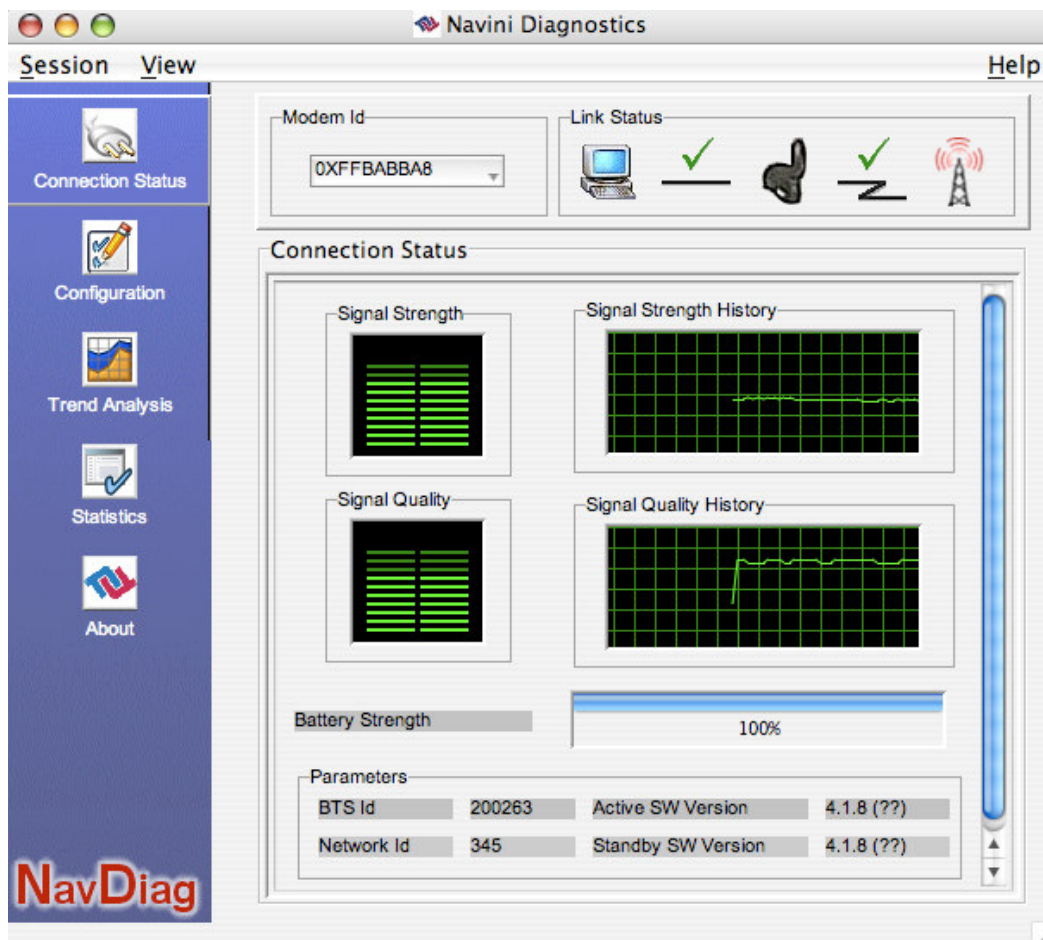 Navini Diagnostics
Session View Help
Connection Status
Configuration
Trend Analysis
Statistics
About
NavDiag
Modem Id
0XFFBABBA8
Link Status
Connection Status
Signal Strength
Signal Strength History
Signal Quality
Signal Quality History
Battery Strength 100%
Parameters
BTS Id 200263 Active SW Version 4.1.8 (??)
Network Id 345 Standby SW Version 4.1.8 (??)